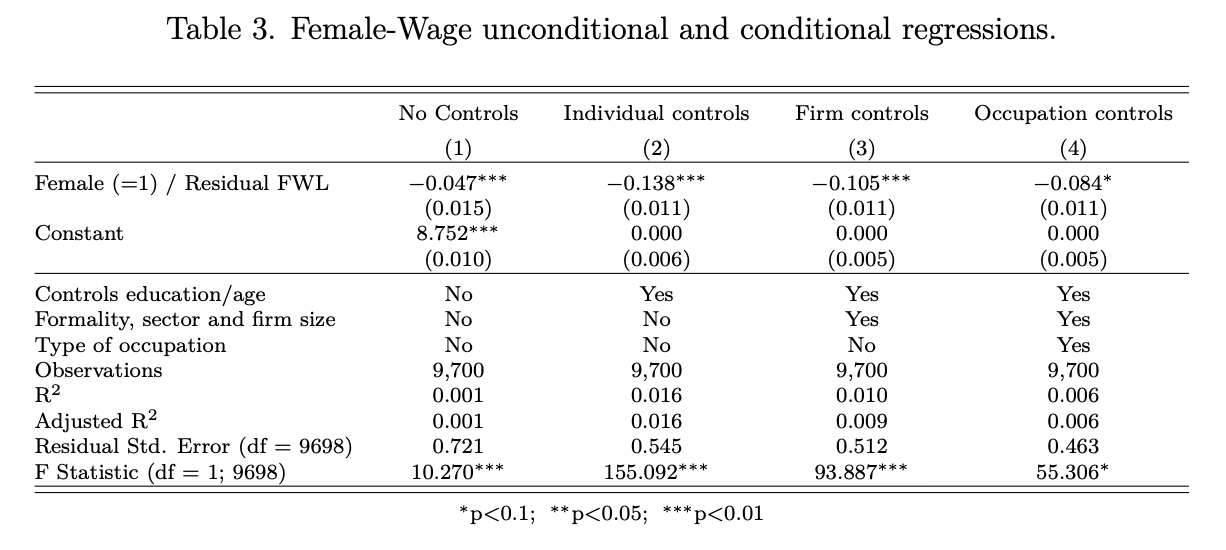 Table 3. Female-Wage unconditional and conditional regressions.
No Controls Individual controls Firm controls Occupation controls
(1) (2) (3) (4)
Female (=1) / Residual FWL −0.047*** −0.138*** −0.105*** −0.084*
(0.015) (0.011) (0.011) (0.011)
Constant 8.752*** 0.000 0.000 0.000
(0.010) (0.006) (0.005) (0.005)
Controls education/age No Yes Yes Yes
Formality, sector and firm size No No Yes Yes
Type of occupation No No No Yes
Observations 9,700 9,700 9,700 9,700
R² 0.001 0.016 0.010 0.006
Adjusted R² 0.001 0.016 0.009 0.006
Residual Std. Error (df = 9698) 0.721 0.545 0.512 0.463
F Statistic (df = 1; 9698) 10.270*** 155.092*** 93.887*** 55.306*
*p<0.1; **p<0.05; ***p<0.01